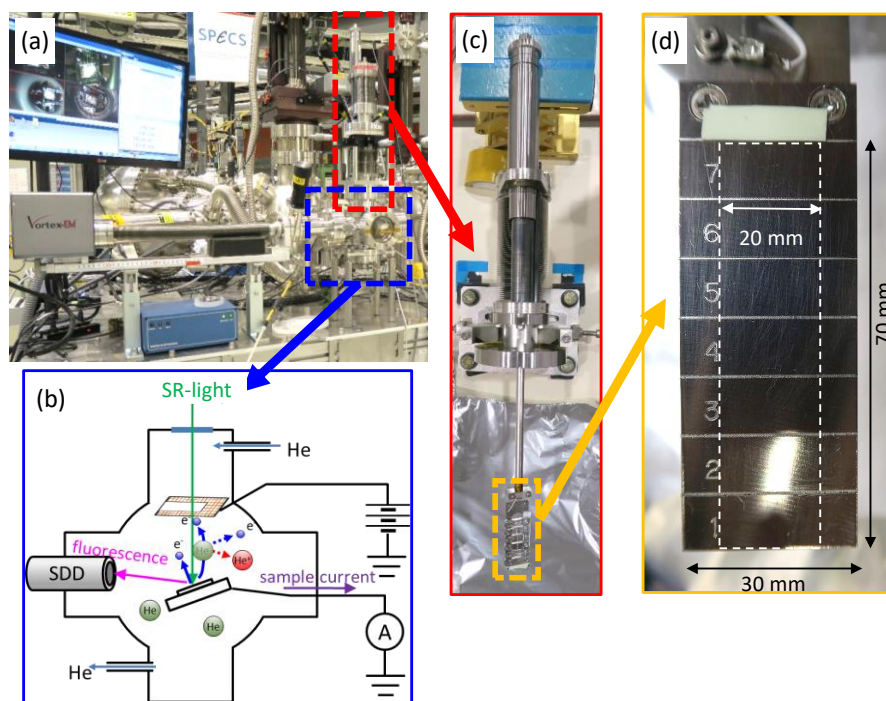 (a)
SPECS
Vortex-EM
(b)
SR-light
He
e
e⁻
e
He
He⁺
fluorescence
SDD
sample current
He
He
A
He
(c)
(d)
7
6
20 mm
5
4
3
2
1
70 mm
30 mm